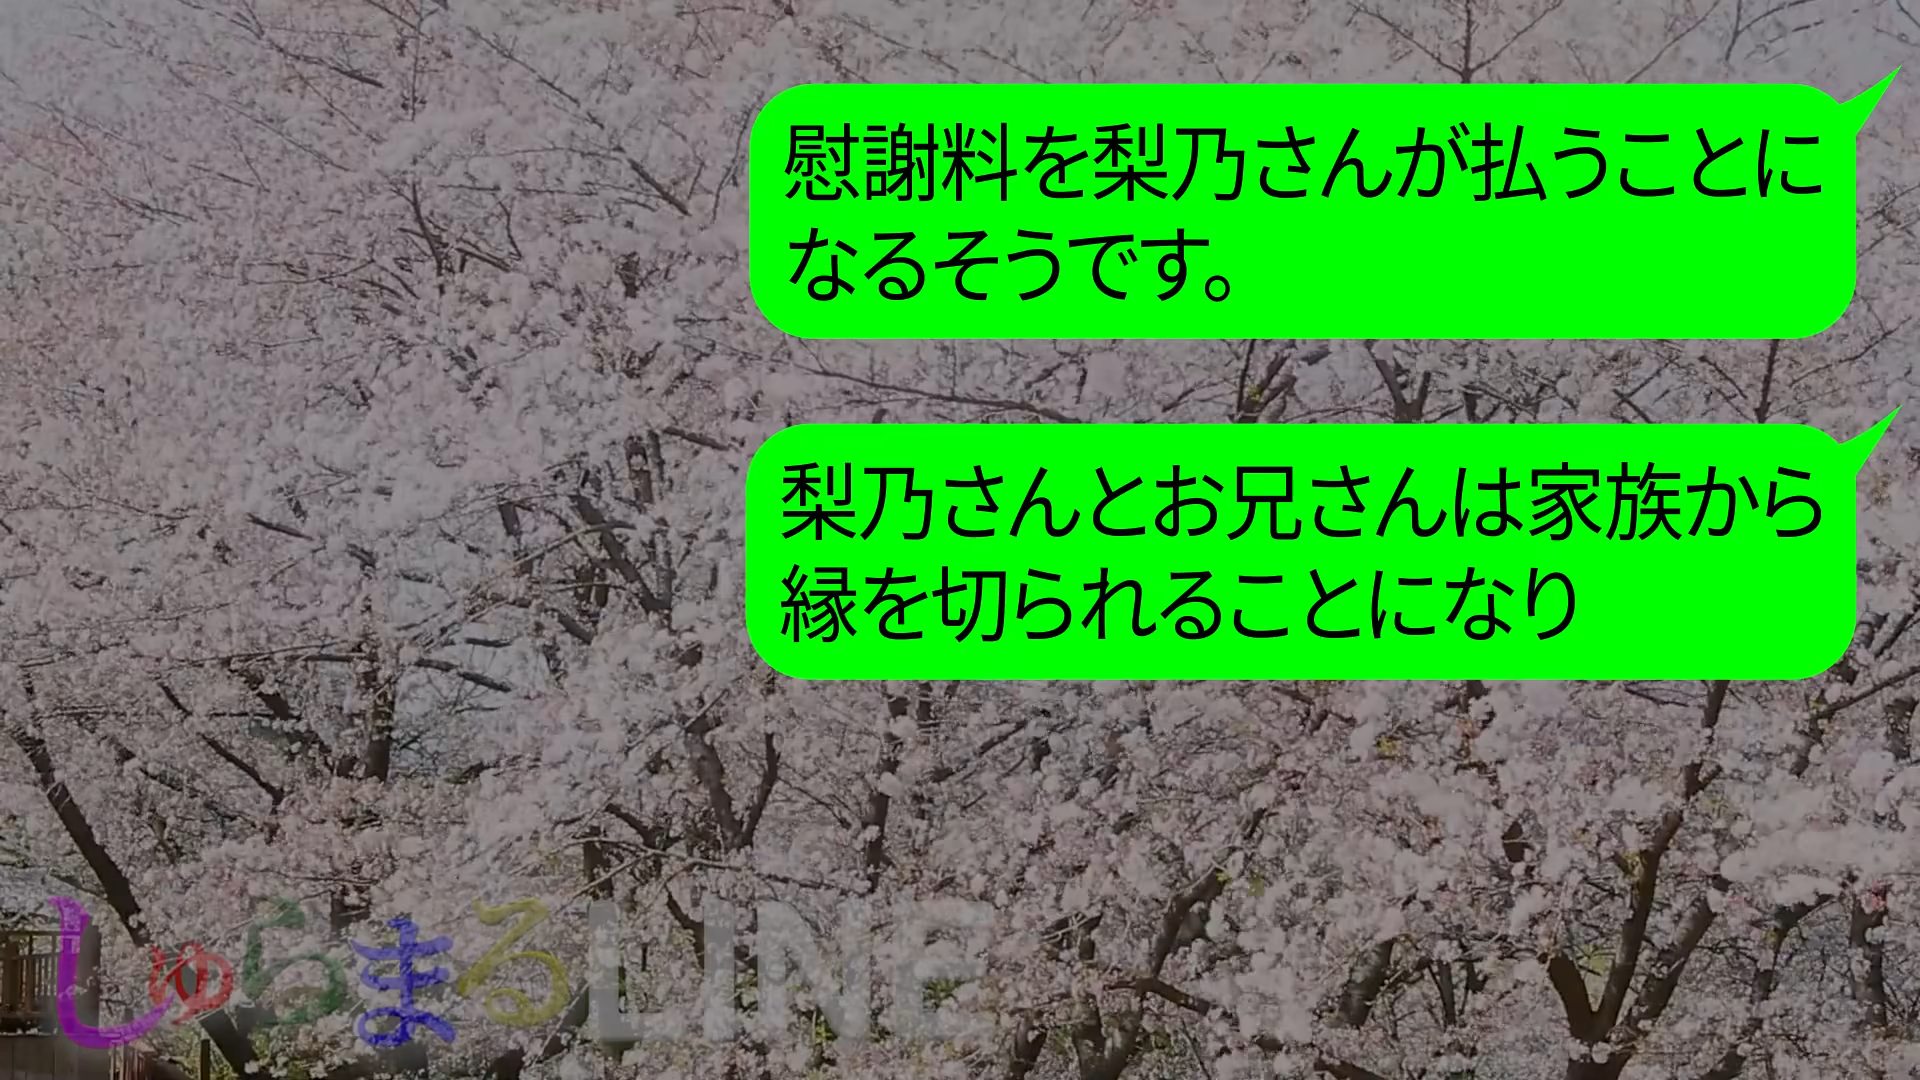 慰謝料を梨乃さんが払うことに
なるそうです。
梨乃さんとお兄さんは家族から
縁を切られることになり
しゅらまるLINE